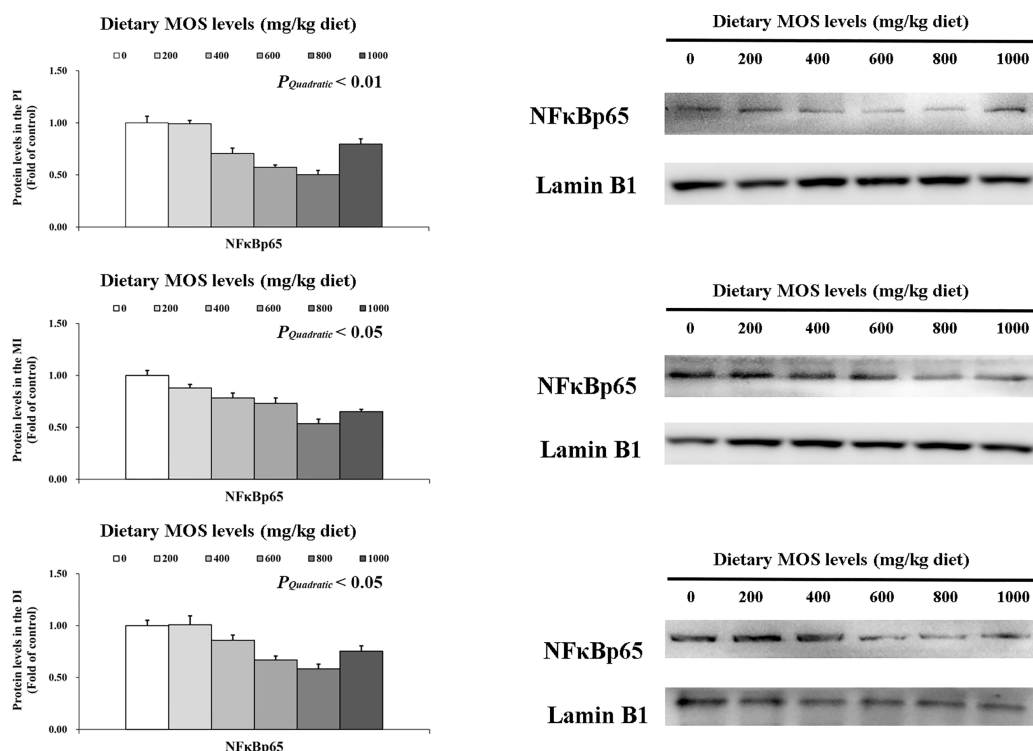 Dietary MOS levels (mg/kg diet)
0 200 400 600 800 1000
P Quadratic < 0.01
Protein levels in the PI
(Fold of control)
1.50
1.00
0.50
0.00
NFκBp65
Dietary MOS levels (mg/kg diet)
0 200 400 600 800 1000
NFκBp65
Lamin B1
Dietary MOS levels (mg/kg diet)
0 200 400 600 800 1000
P Quadratic < 0.05
Protein levels in the MI
(Fold of control)
1.50
1.00
0.50
0.00
NFκBp65
Dietary MOS levels (mg/kg diet)
0 200 400 600 800 1000
NFκBp65
Lamin B1
Dietary MOS levels (mg/kg diet)
0 200 400 600 800 1000
P Quadratic < 0.05
Protein levels in the DI
(Fold of control)
1.50
1.00
0.50
0.00
NFκBp65
Dietary MOS levels (mg/kg diet)
0 200 400 600 800 1000
NFκBp65
Lamin B1